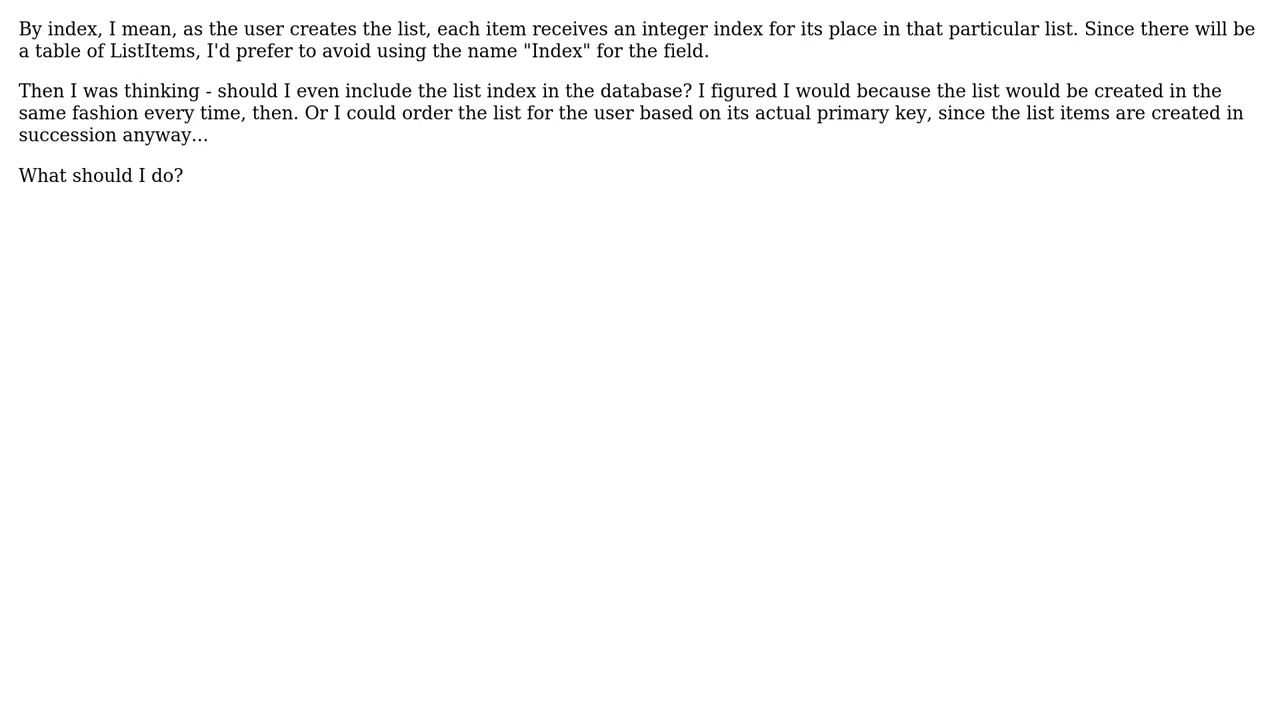 By index, I mean, as the user creates the list, each item receives an integer index for its place in that particular list. Since there will be
a table of ListItems, I'd prefer to avoid using the name "Index" for the field.
Then I was thinking - should I even include the list index in the database? I figured I would because the list would be created in the
same fashion every time, then. Or I could order the list for the user based on its actual primary key, since the list items are created in
succession anyway...
What should I do?